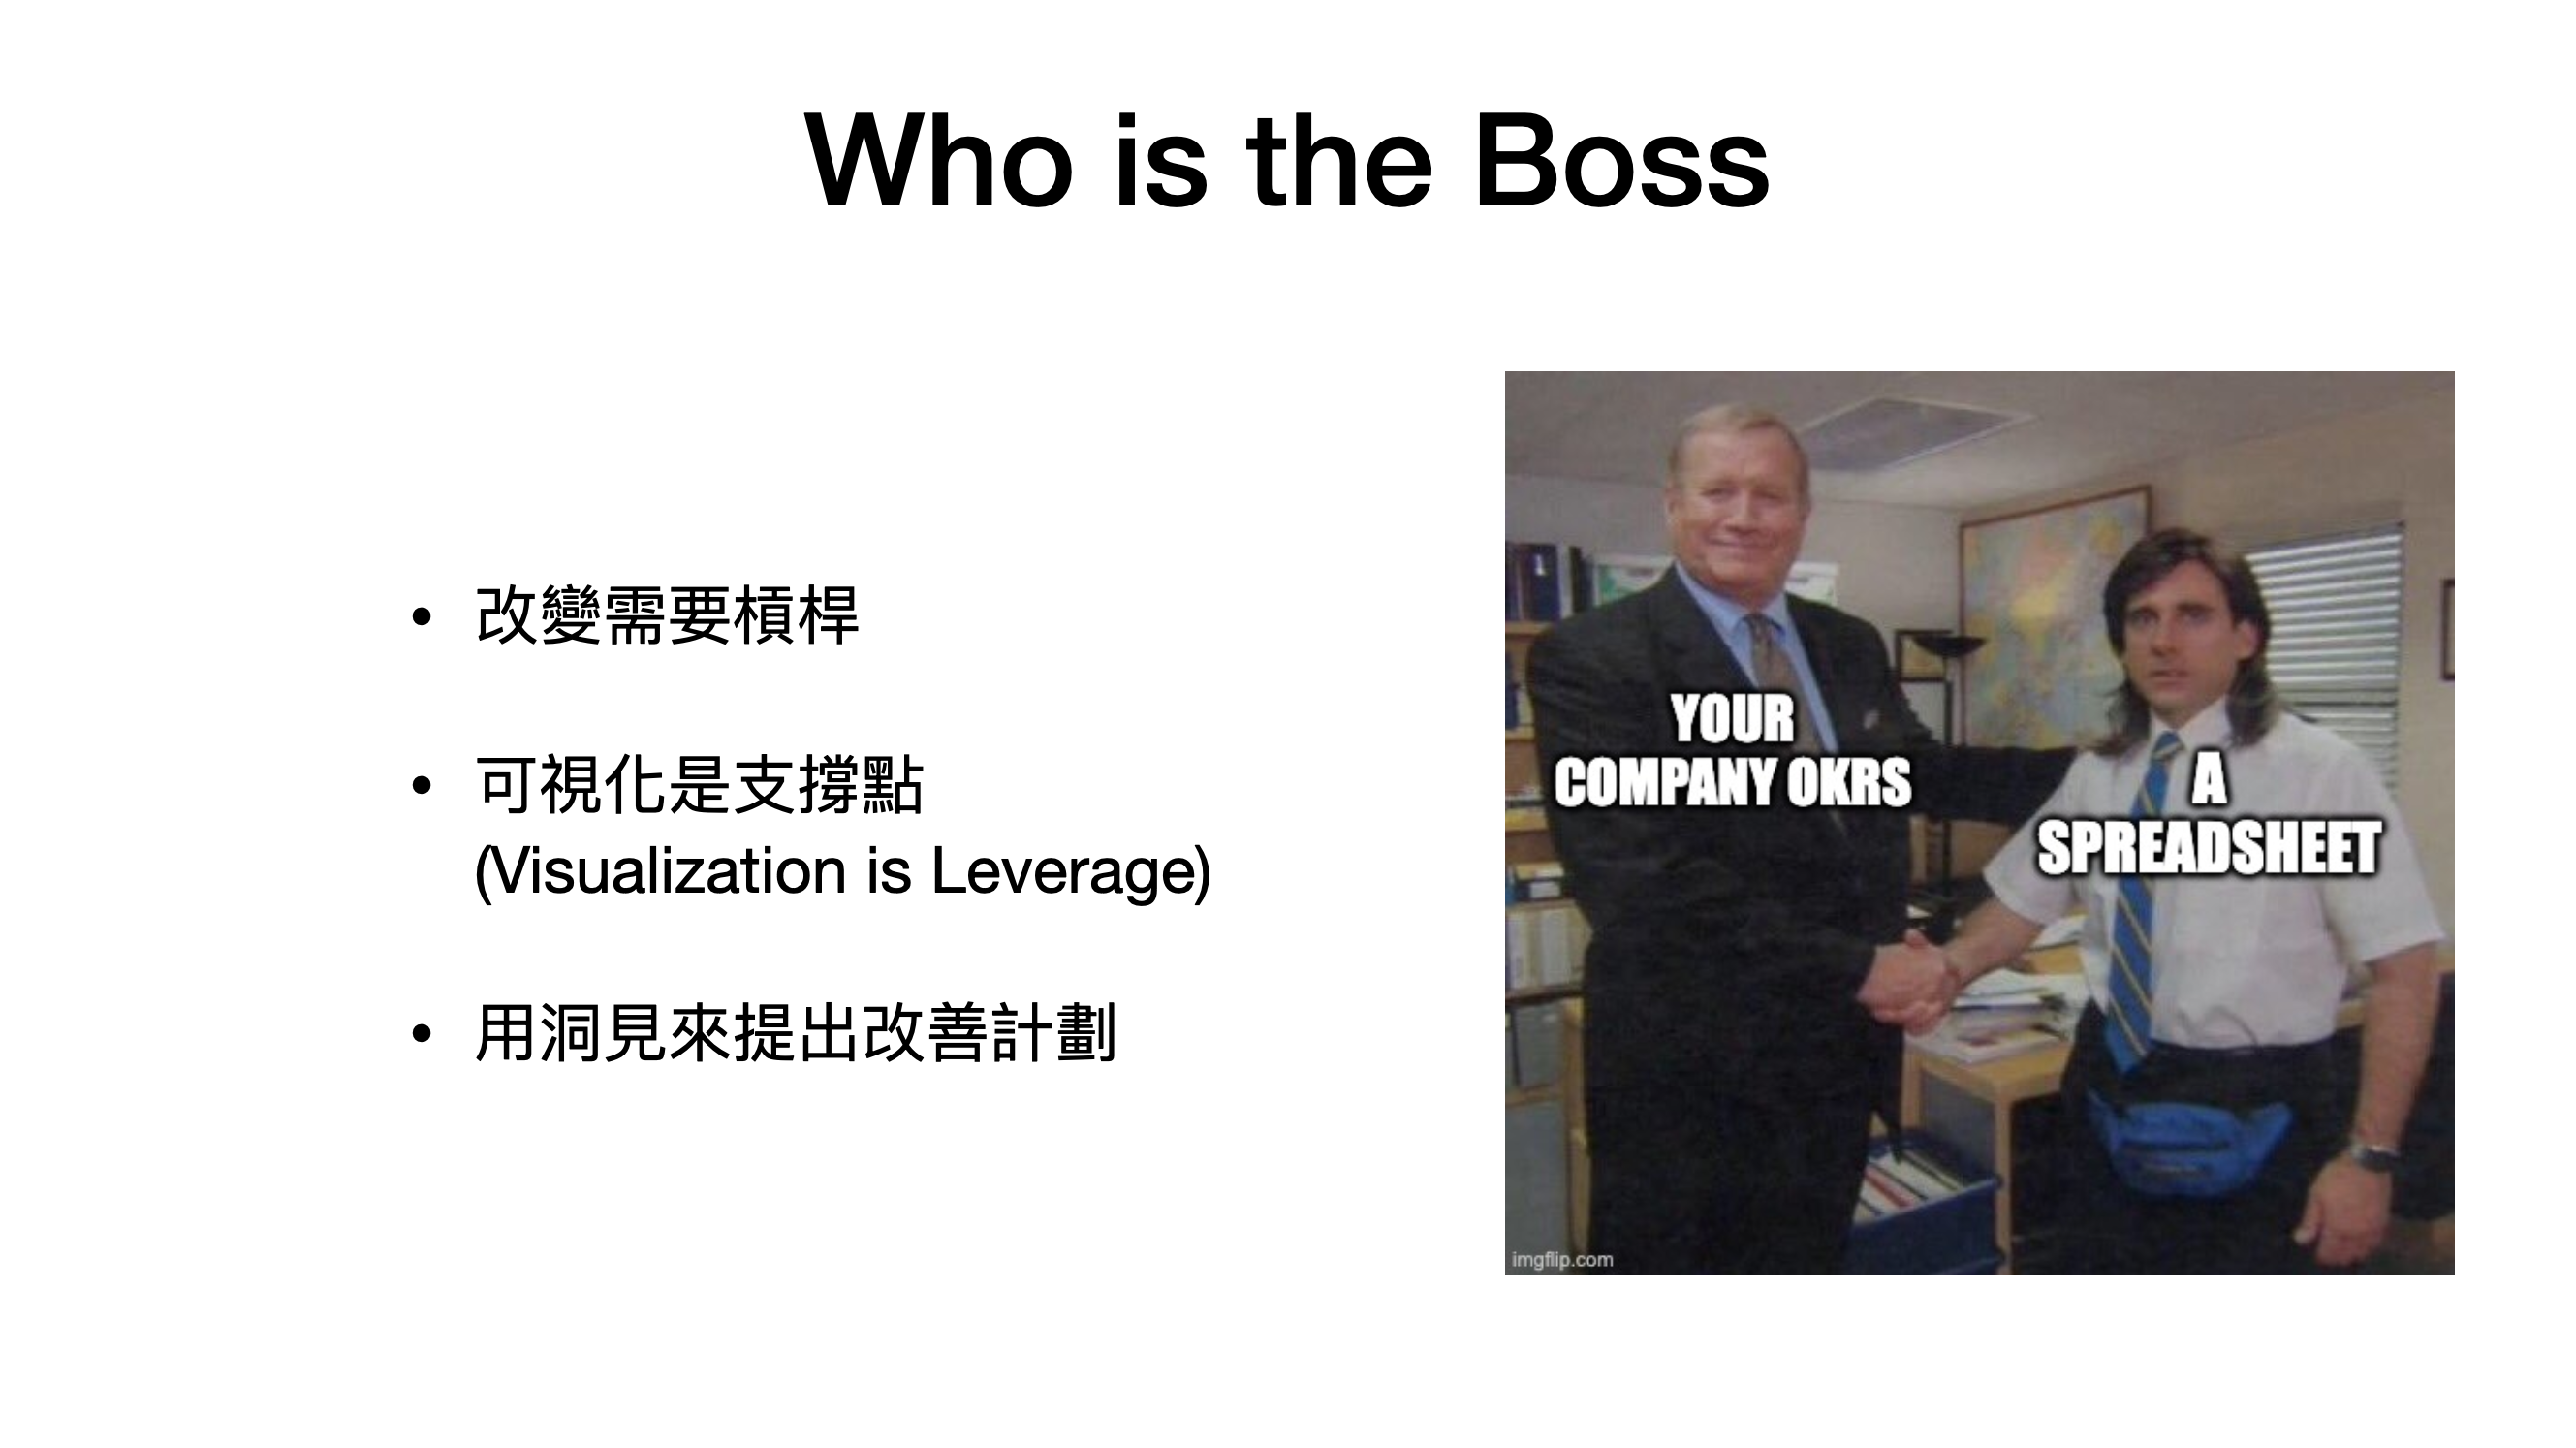 Who is the Boss
• 改變需要槓桿
• 可視化是支撐點
(Visualization is Leverage)
• 用洞見來提出改善計劃
YOUR
COMPANY OKRS
A
SPREADSHEET
imgflip.com